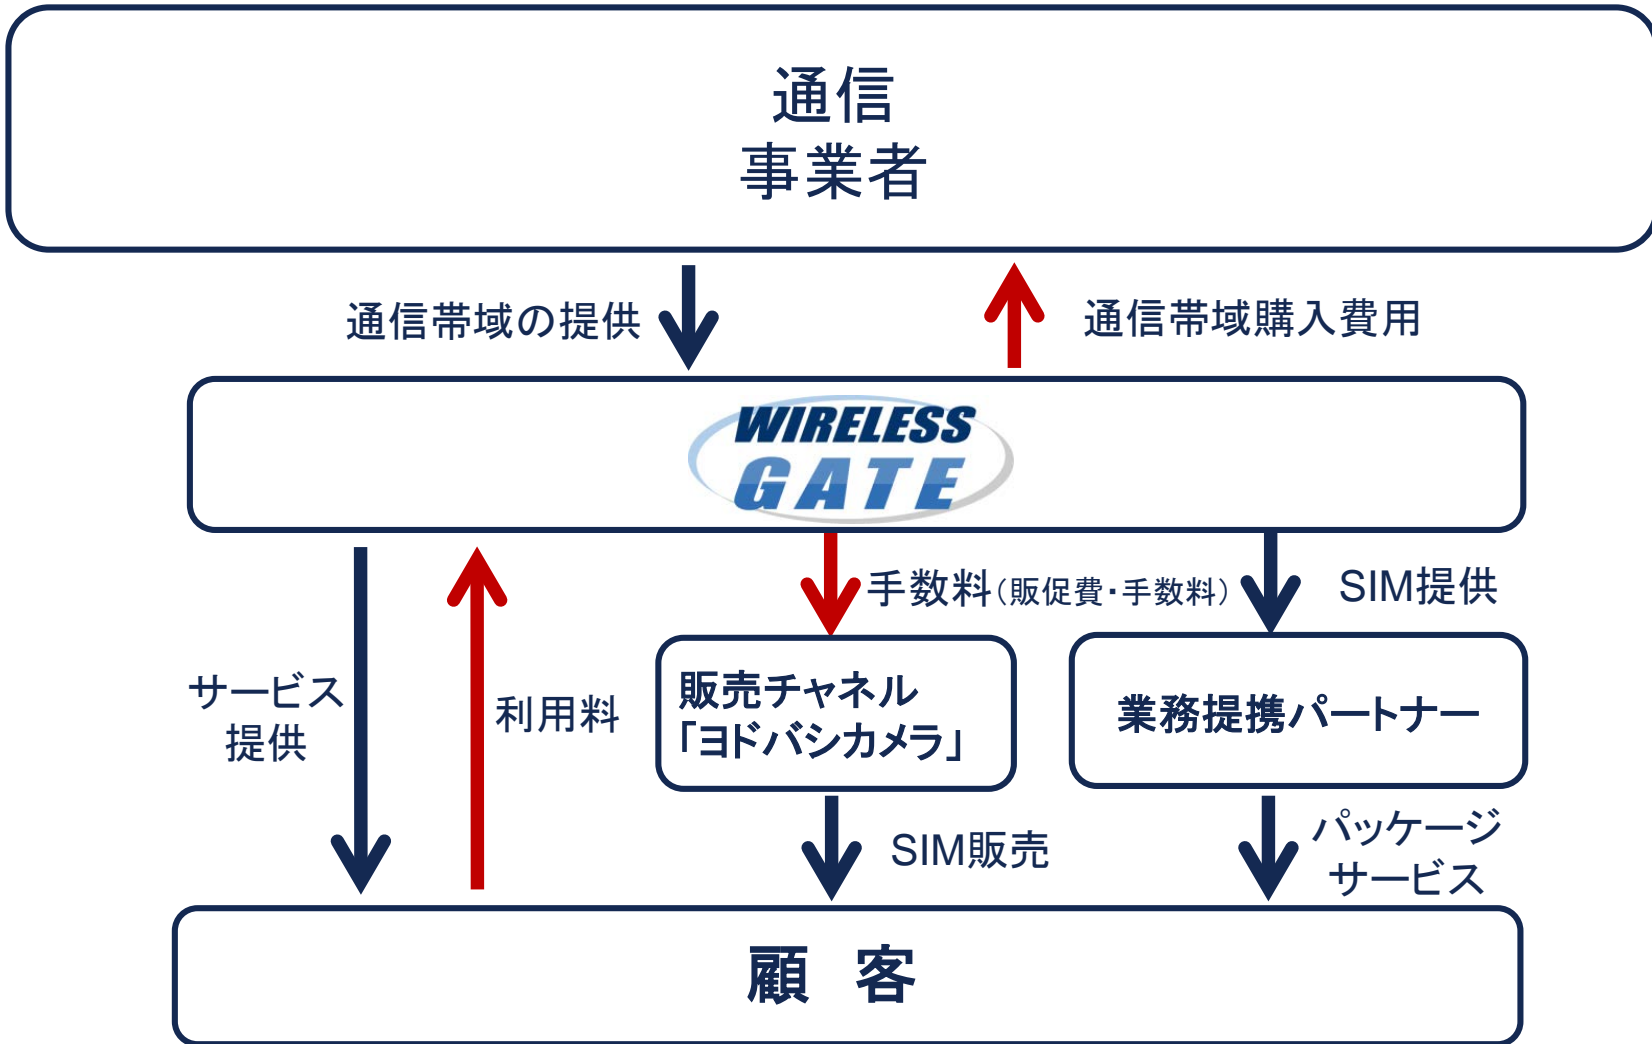 通信
事業者
通信帯域の提供
通信帯域購入費用
WIRELESS
GATE
手数料(販促費・手数料)
SIM提供
サービス
提供
利用料
販売チャネル
「ヨドバシカメラ」
業務提携パートナー
SIM販売
パッケージ
サービス
顧 客